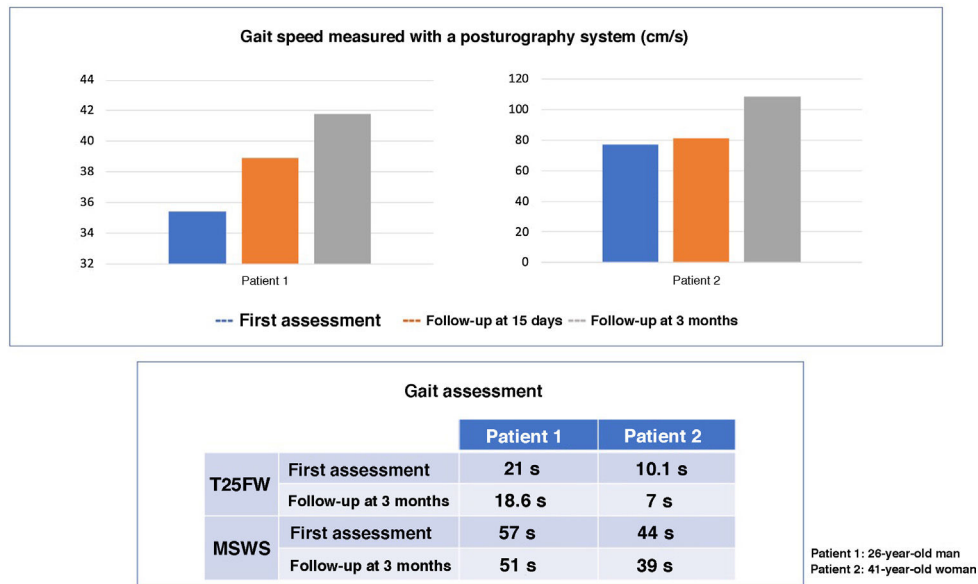 Gait speed measured with a posturography system (cm/s)
44
42
40
38
36
34
32
Patient 1
120
100
80
60
40
20
0
Patient 2
First assessment Follow-up at 15 days Follow-up at 3 months
Gait assessment
Patient 1 Patient 2
T25FW
First assessment 21 s 10.1 s
Follow-up at 3 months 18.6 s 7 s
MSWS
First assessment 57 s 44 s
Follow-up at 3 months 51 s 39 s
Patient 1: 26-year-old man
Patient 2: 41-year-old woman